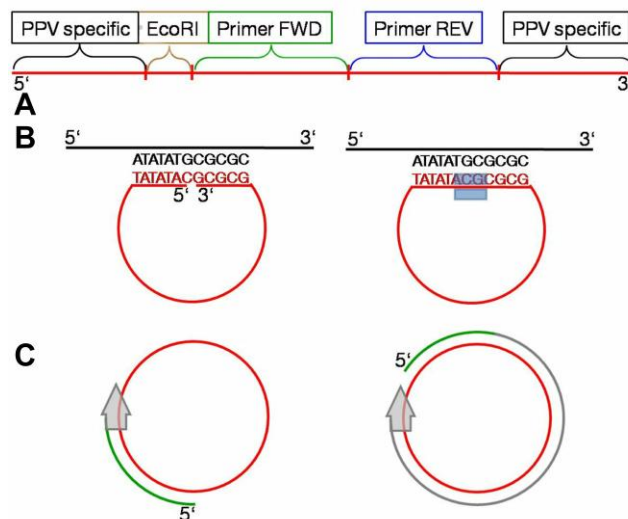 PPV specific EcoRI Primer FWD Primer REV PPV specific
5‘ 3‘
A
B
5‘ 3‘ 5‘ 3‘
ATATATGCGCGC ATATATGCGCGC
TATATACGCGCG TATATACGCGCG
5‘ 3‘
C
5‘
5‘